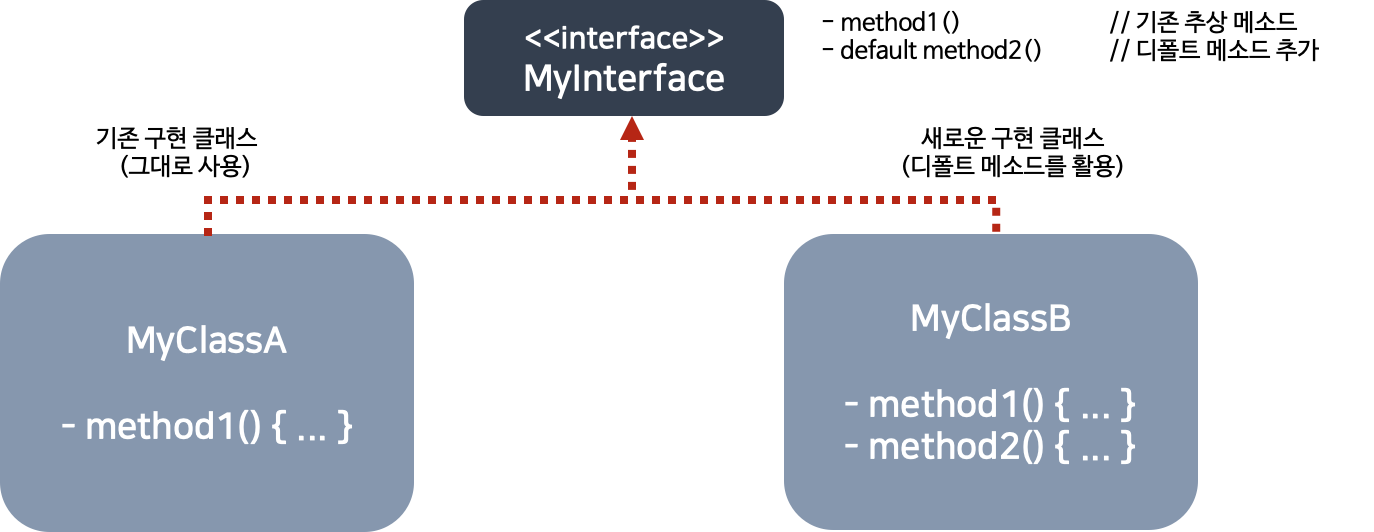 <<interface>>
MyInterface
- method1() // 기존 추상 메소드
- default method2() // 디폴트 메소드 추가
기존 구현 클래스
(그대로 사용)
새로운 구현 클래스
(디폴트 메소드를 활용)
MyClassA
- method1() { ... }
MyClassB
- method1() { ... }
- method2() { ... }